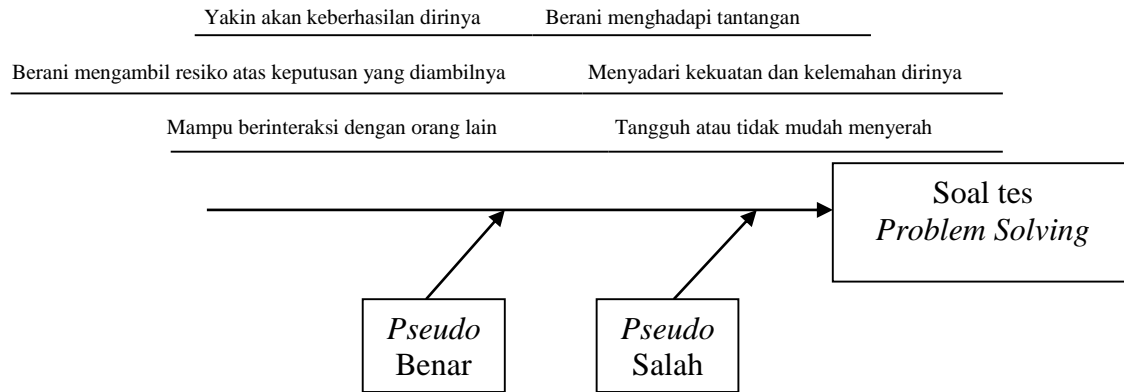 Yakin akan keberhasilan dirinya
Berani menghadapi tantangan
Berani mengambil resiko atas keputusan yang diambilnya
Menyadari kekuatan dan kelemahan dirinya
Mampu berinteraksi dengan orang lain
Tangguh atau tidak mudah menyerah
Soal tes
Problem Solving
Pseudo
Benar
Pseudo
Salah